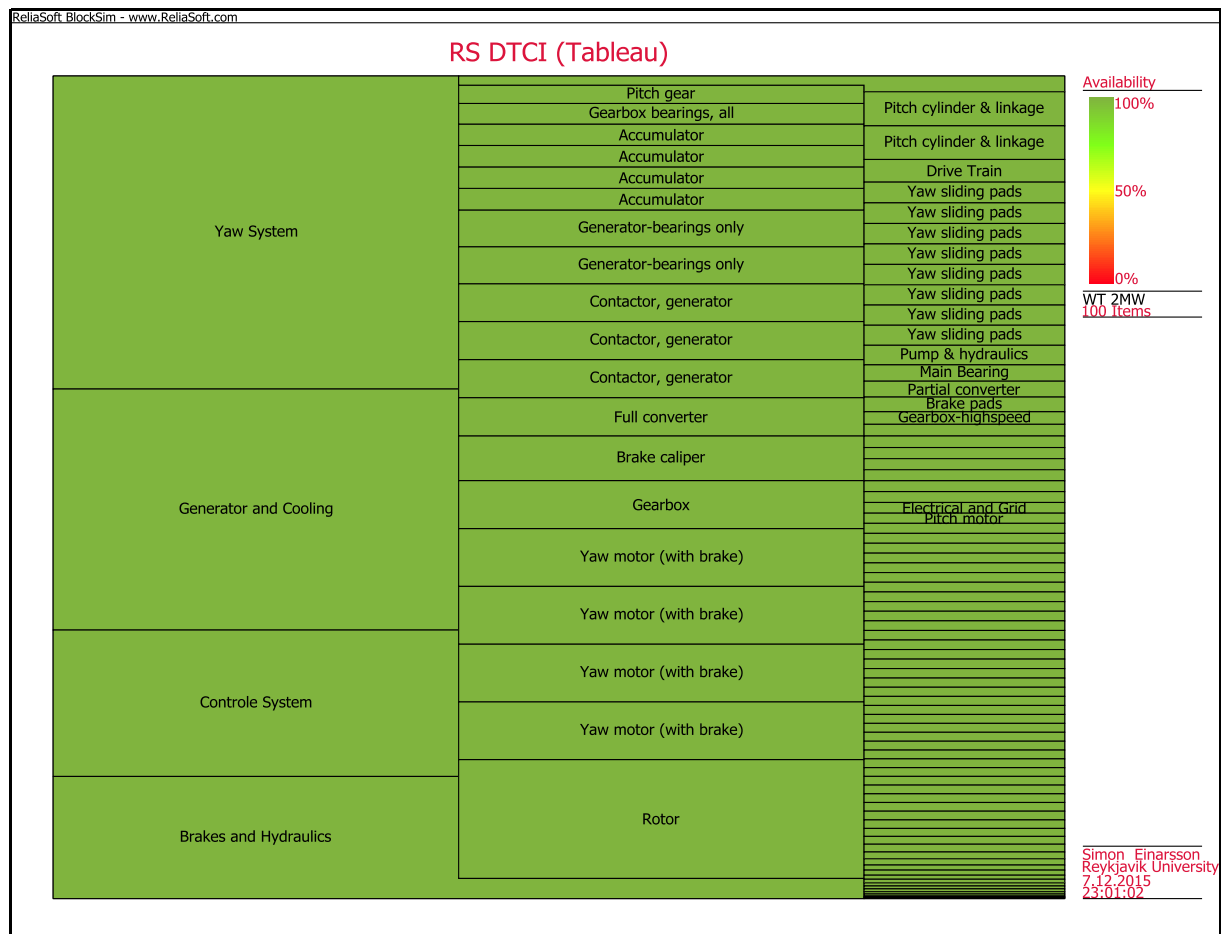 ReliaSoft BlockSim - www.ReliaSoft.com
RS DTCI (Tableau)
Yaw System
Generator and Cooling
Controle System
Brakes and Hydraulics
Pitch gear
Gearbox bearings, all
Accumulator
Accumulator
Accumulator
Accumulator
Generator-bearings only
Generator-bearings only
Contactor, generator
Contactor, generator
Contactor, generator
Full converter
Brake caliper
Gearbox
Yaw motor (with brake)
Yaw motor (with brake)
Yaw motor (with brake)
Yaw motor (with brake)
Rotor
Pitch cylinder & linkage
Pitch cylinder & linkage
Drive Train
Yaw sliding pads
Yaw sliding pads
Yaw sliding pads
Yaw sliding pads
Yaw sliding pads
Yaw sliding pads
Yaw sliding pads
Yaw sliding pads
Pump & hydraulics
Main Bearing
Partial converter
Brake pads
Gearbox-highspeed
Electrical and Grid
Pitch motor
Availability
100%
50%
0%
WT 2MW
100 Items
Simon Einarsson
Reykjavik University
7.12.2015
23:01:02